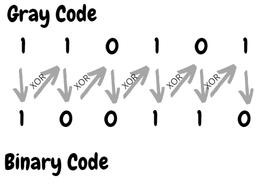 Gray Code
1 1 0 1 0 1
XOR XOR XOR XOR XOR
1 0 0 1 1 0
Binary Code